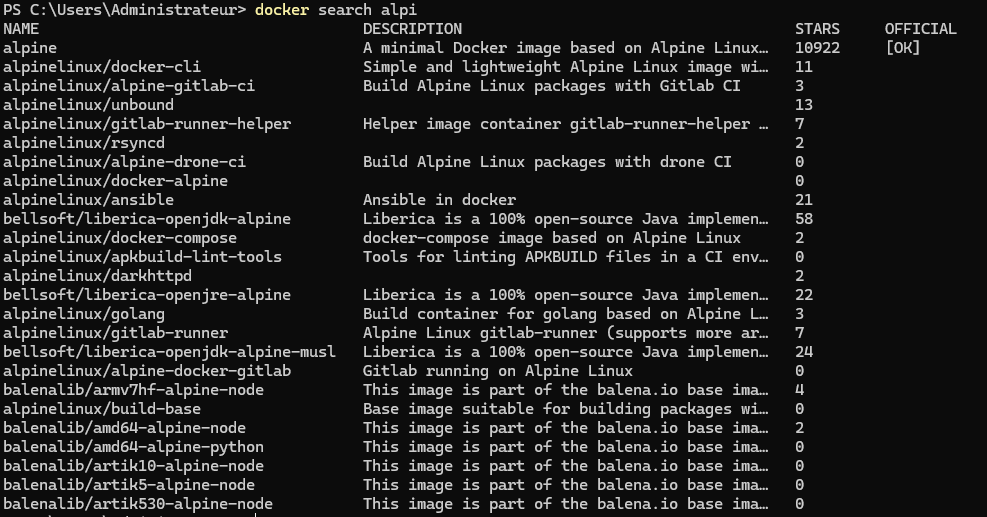 PS C:\Users\Administrateur> docker search alpi
NAME DESCRIPTION STARS OFFICIAL
alpine A minimal Docker image based on Alpine Linux… 10922 [OK]
alpinelinux/docker-cli Simple and lightweight Alpine Linux image wi… 11
alpinelinux/alpine-gitlab-ci Build Alpine Linux packages with Gitlab CI 3
alpinelinux/unbound 13
alpinelinux/gitlab-runner-helper Helper image container gitlab-runner-helper … 7
alpinelinux/rsyncd 2
alpinelinux/alpine-drone-ci Build Alpine Linux packages with drone CI 0
alpinelinux/docker-alpine 0
alpinelinux/ansible Ansible in docker 21
bellsoft/liberica-openjdk-alpine Liberica is a 100% open-source Java implemen… 58
alpinelinux/docker-compose docker-compose image based on Alpine Linux 2
alpinelinux/apkbuild-lint-tools Tools for linting APKBUILD files in a CI env… 0
alpinelinux/darkhttpd 2
bellsoft/liberica-openjre-alpine Liberica is a 100% open-source Java implemen… 22
alpinelinux/golang Build container for golang based on Alpine L… 3
alpinelinux/gitlab-runner Alpine Linux gitlab-runner (supports more ar… 7
bellsoft/liberica-openjdk-alpine-musl Liberica is a 100% open-source Java implemen… 24
alpinelinux/alpine-docker-gitlab Gitlab running on Alpine Linux 0
balenalib/armv7hf-alpine-node This image is part of the balena.io base ima… 4
alpinelinux/build-base Base image suitable for building packages wi… 0
balenalib/amd64-alpine-node This image is part of the balena.io base ima… 2
balenalib/amd64-alpine-python This image is part of the balena.io base ima… 0
balenalib/artik10-alpine-node This image is part of the balena.io base ima… 0
balenalib/artik5-alpine-node This image is part of the balena.io base ima… 0
balenalib/artik530-alpine-node This image is part of the balena.io base ima… 0